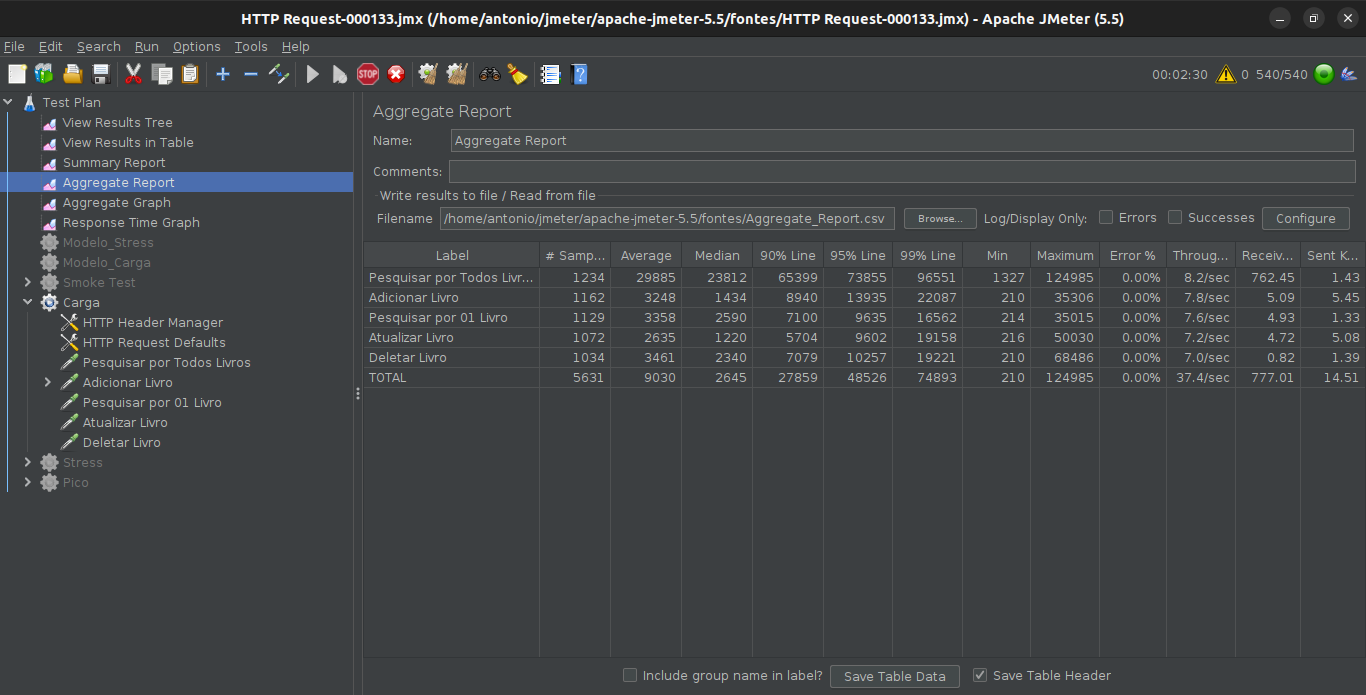 HTTP Request-000133.jmx (/home/antonio/jmeter/apache-jmeter-5.5/fontes/HTTP Request-000133.jmx) - Apache JMeter (5.5)
File Edit Search Run Options Tools Help
STOP 00:02:30 0 540/540
Test Plan
View Results Tree
View Results in Table
Summary Report
Aggregate Report
Aggregate Graph
Response Time Graph
Modelo_Stress
Modelo_Carga
Smoke Test
Carga
HTTP Header Manager
HTTP Request Defaults
Pesquisar por Todos Livros
Adicionar Livro
Pesquisar por 01 Livro
Atualizar Livro
Deletar Livro
Stress
Pico
Aggregate Report
Name: Aggregate Report
Comments:
Write results to file / Read from file
Filename /home/antonio/jmeter/apache-jmeter-5.5/fontes/Aggregate_Report.csv Browse... Log/Display Only: Errors Successes Configure
Label # Samp... Average Median 90% Line 95% Line 99% Line Min Maximum Error % Throug... Receiv... Sent K...
Pesquisar por Todos Livr... 1234 29885 23812 65399 73855 96551 1327 124985 0.00% 8.2/sec 762.45 1.43
Adicionar Livro 1162 3248 1434 8940 13935 22087 210 35306 0.00% 7.8/sec 5.09 5.45
Pesquisar por 01 Livro 1129 3358 2590 7100 9635 16562 214 35015 0.00% 7.6/sec 4.93 1.33
Atualizar Livro 1072 2635 1220 5704 9602 19158 216 50030 0.00% 7.2/sec 4.72 5.08
Deletar Livro 1034 3461 2340 7079 10257 19221 210 68486 0.00% 7.0/sec 0.82 1.39
TOTAL 5631 9030 2645 27859 48526 74893 210 124985 0.00% 37.4/sec 777.01 14.51
Include group name in label? Save Table Data Save Table Header